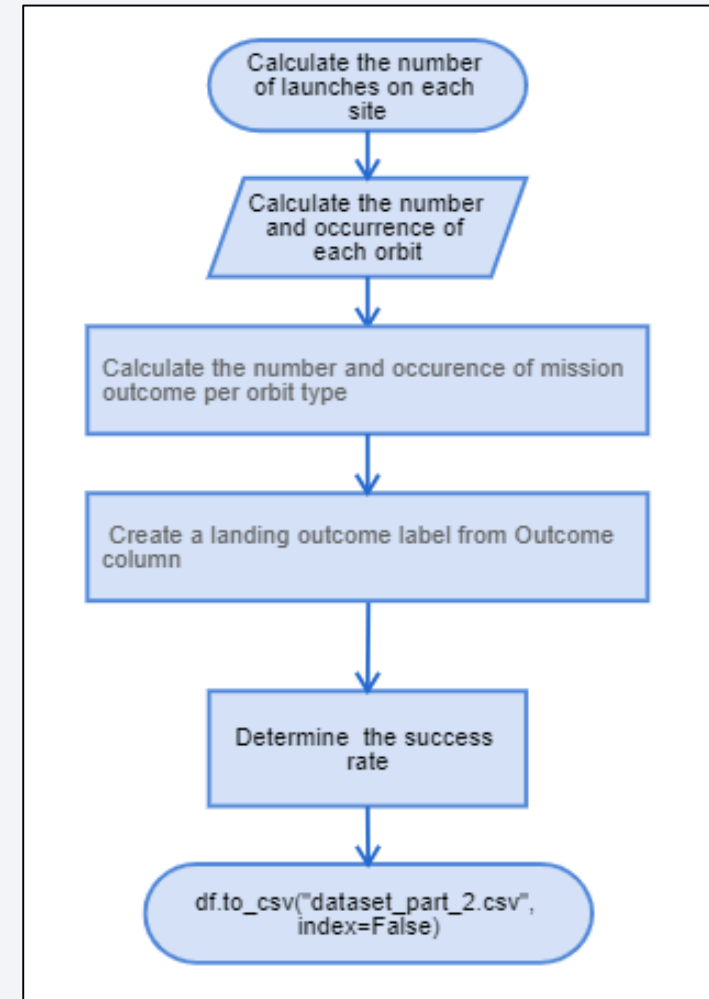 Calculate the number
of launches on each
site
Calculate the number
and occurrence of
each orbit
Calculate the number and occurence of mission
outcome per orbit type
Create a landing outcome label from Outcome
column
Determine  the success
rate
df.to_csv("dataset_part_2.csv",
index=False)